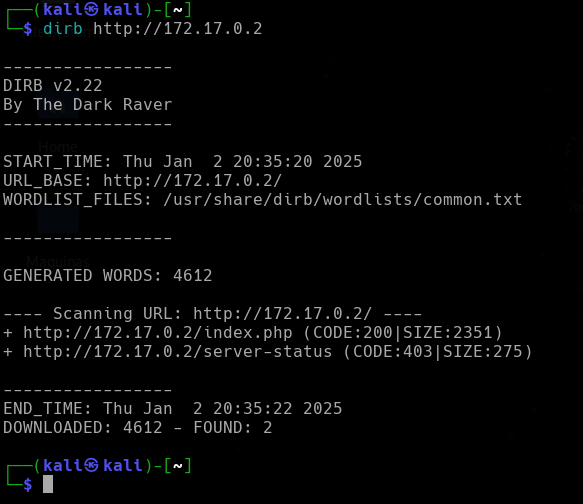 ┌──(kali㉿kali)-[~]
└─$ dirb http://172.17.0.2
-----------------
DIRB v2.22
By The Dark Raver
-----------------
START_TIME: Thu Jan  2 20:35:20 2025
URL_BASE: http://172.17.0.2/
WORDLIST_FILES: /usr/share/dirb/wordlists/common.txt
-----------------
GENERATED WORDS: 4612
---- Scanning URL: http://172.17.0.2/ ----
+ http://172.17.0.2/index.php (CODE:200|SIZE:2351)
+ http://172.17.0.2/server-status (CODE:403|SIZE:275)
-----------------
END_TIME: Thu Jan  2 20:35:22 2025
DOWNLOADED: 4612 - FOUND: 2
┌──(kali㉿kali)-[~]
└─$
Home
Maquinas